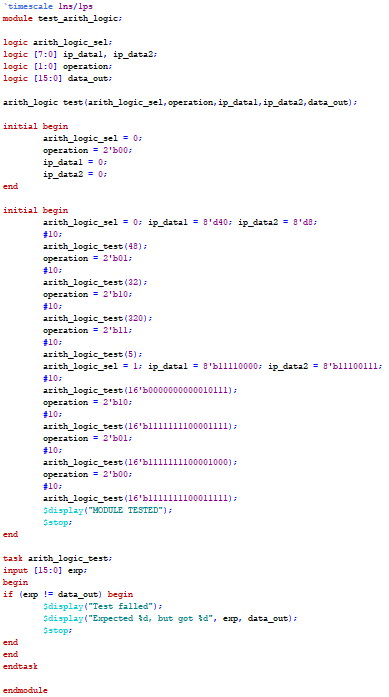 `timescale 1ns/1ps
module test_arith_logic;
logic arith_logic_sel;
logic [7:0] ip_data1, ip_data2;
logic [1:0] operation;
logic [15:0] data_out;
arith_logic test(arith_logic_sel,operation,ip_data1,ip_data2,data_out);
initial begin
arith_logic_sel = 0;
operation = 2'b00;
ip_data1 = 0;
ip_data2 = 0;
end
initial begin
arith_logic_sel = 0; ip_data1 = 8'd40; ip_data2 = 8'd8;
#10;
arith_logic_test(48);
operation = 2'b01;
#10;
arith_logic_test(32);
operation = 2'b10;
#10;
arith_logic_test(320);
operation = 2'b11;
#10;
arith_logic_test(5);
arith_logic_sel = 1; ip_data1 = 8'b11110000; ip_data2 = 8'b11100111;
#10;
arith_logic_test(16'b0000000000010111);
operation = 2'b10;
#10;
arith_logic_test(16'b1111111100001111);
operation = 2'b01;
#10;
arith_logic_test(16'b1111111100001000);
operation = 2'b00;
#10;
arith_logic_test(16'b1111111100011111);
$display("MODULE TESTED");
$stop;
end
task arith_logic_test;
input [15:0] exp;
begin
if (exp != data_out) begin
$display("Test failed");
$display("Expected %d, but got %d", exp, data_out);
$stop;
end
end
endtask
endmodule